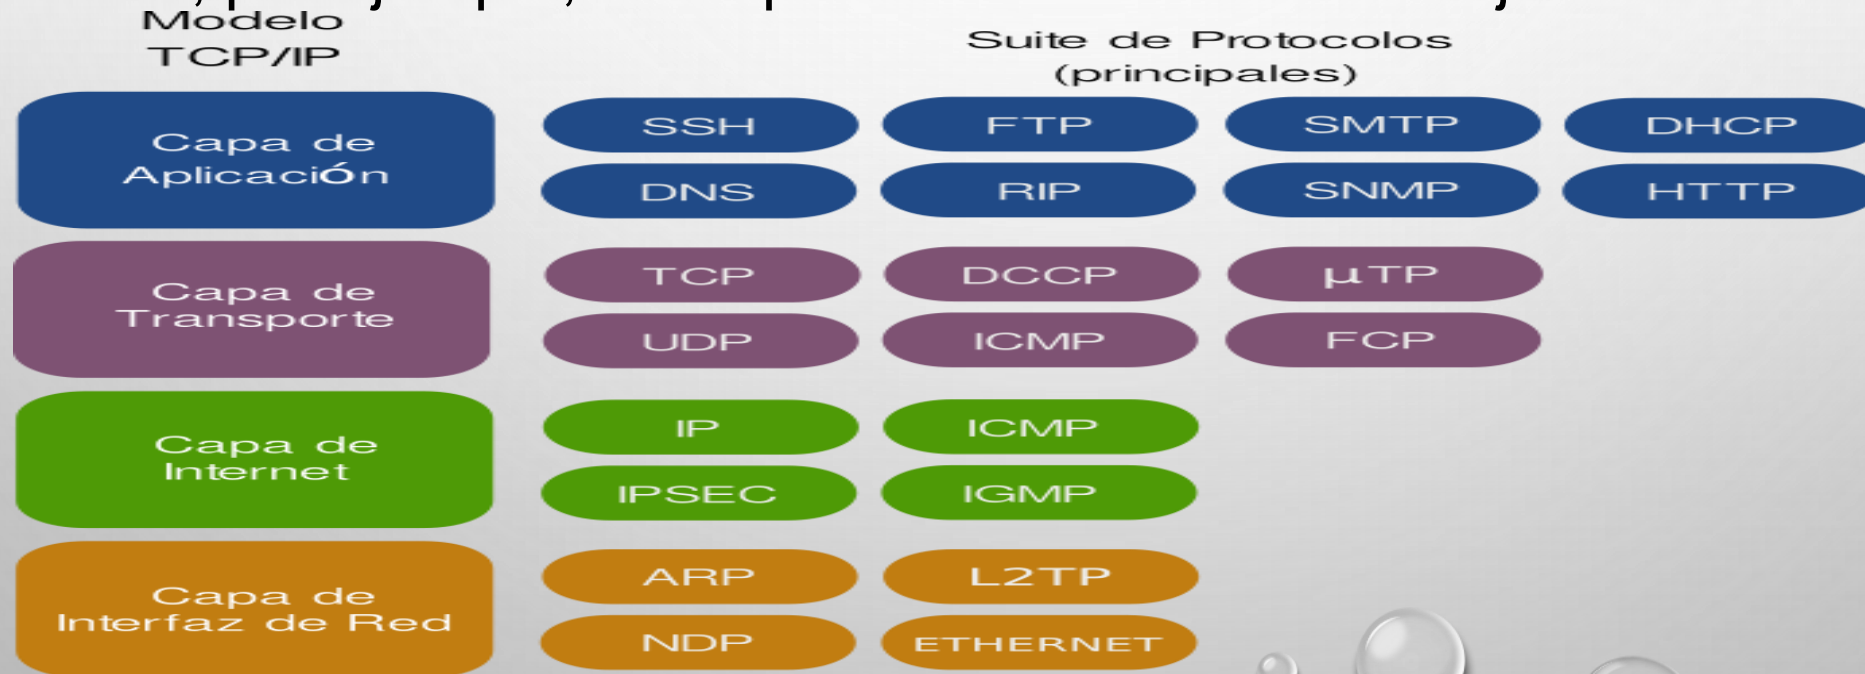 Modelo
TCP/IP
Suite de Protocolos
(principales)
Capa de
Aplicación
SSH
FTP
SMTP
DHCP
DNS
RIP
SNMP
HTTP
Capa de
Transporte
TCP
DCCP
µTP
UDP
ICMP
FCP
Capa de
Internet
IP
ICMP
IPSEC
IGMP
Capa de
Interfaz de Red
ARP
L2TP
NDP
ETHERNET